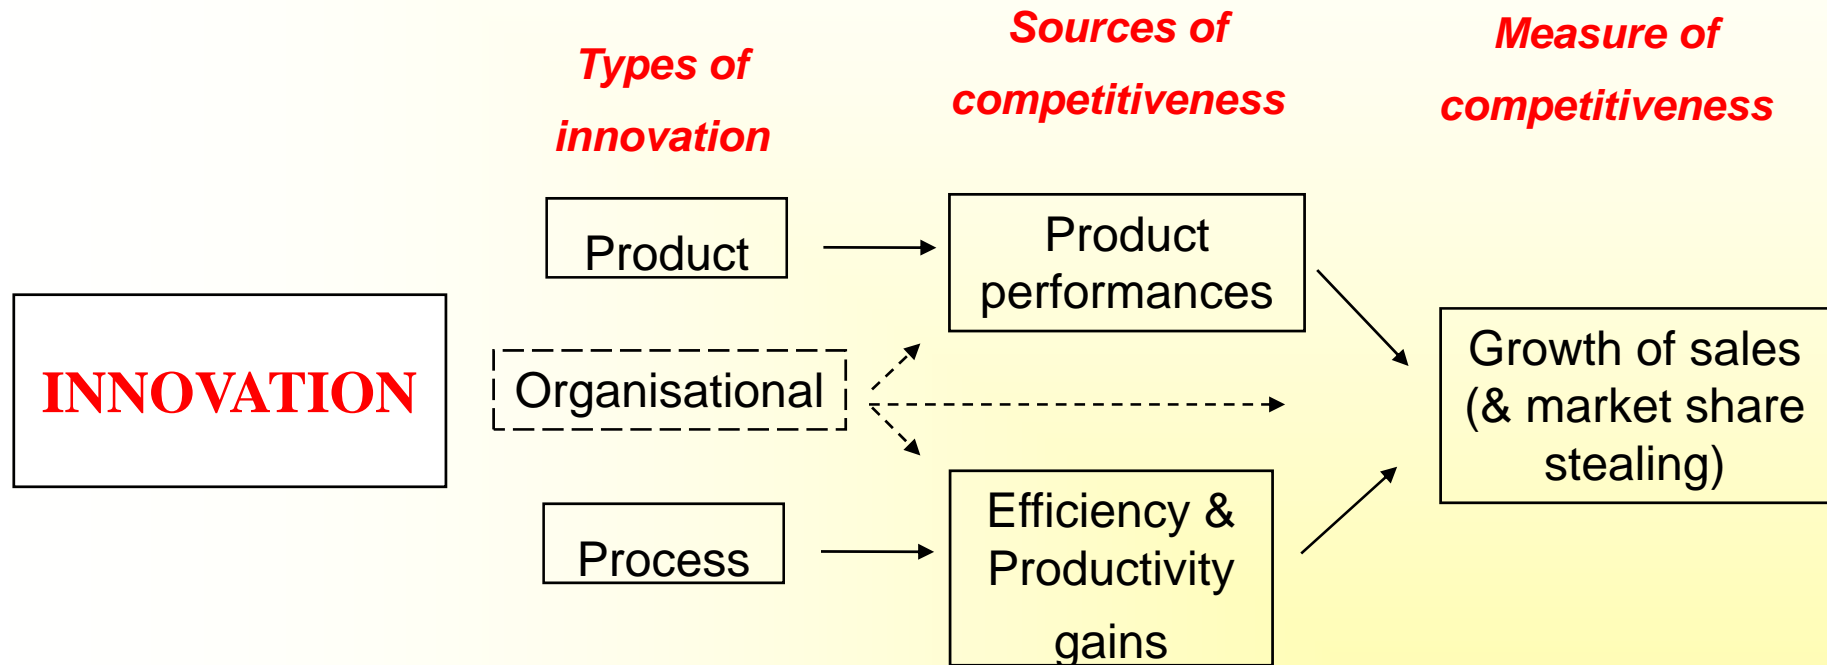 Types of
innovation
Sources of
competitiveness
Measure of
competitiveness
INNOVATION
Product
Organisational
Process
Product
performances
Efficiency &
Productivity
gains
Growth of sales
(& market share
stealing)